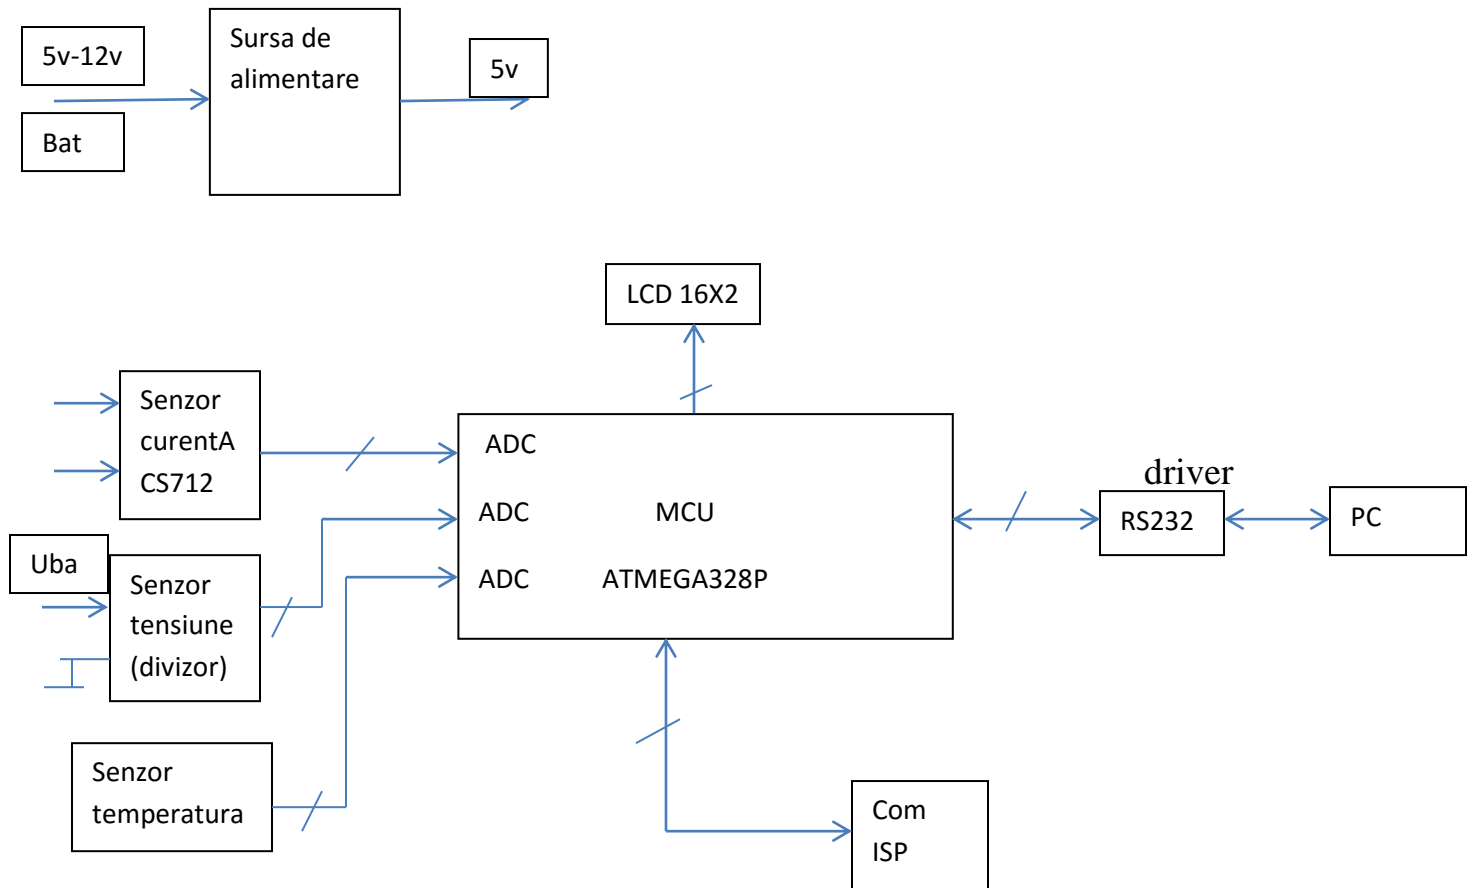 5v-12v
Bat
Sursa de
alimentare
5v
LCD 16X2
Senzor
curentA
CS712
Uba
Senzor
tensiune
(divizor)
Senzor
temperatura
ADC
ADC
ADC
MCU
ATMEGA328P
driver
RS232
PC
Com
ISP